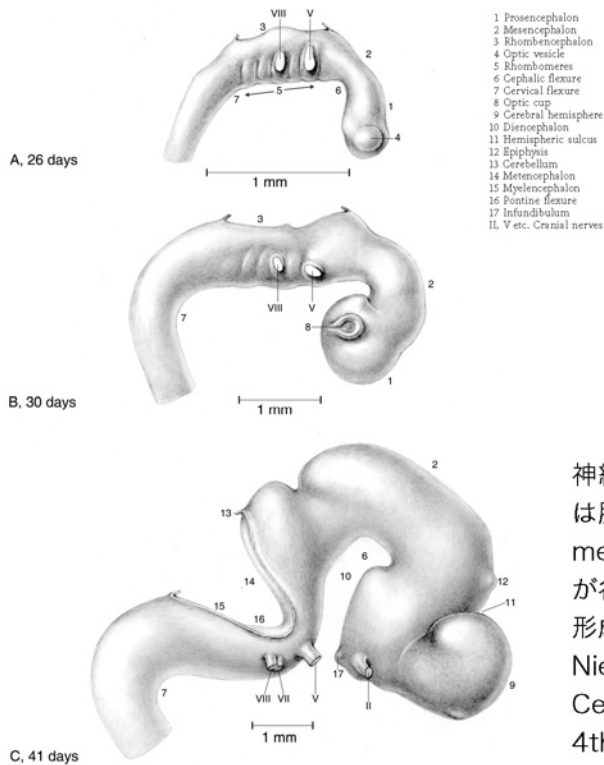 3
VIII
V
2
7
5
6
1
4
A, 26 days
1 mm
1 Prosencephalon
2 Mesencephalon
3 Rhombencephalon
4 Optic vesicle
5 Rhombomeres
6 Cephalic flexure
7 Cervical flexure
8 Optic cup
9 Cerebral hemisphere
10 Diencephalon
11 Hemispheric sulcus
12 Epiphysis
13 Cerebellum
14 Metencephalon
15 Myelencephalon
16 Pontine flexure
17 Infundibulum
II, V etc. Cranial nerves
3
7
VIII
V
2
8
1
B, 30 days
1 mm
2
13
6
10
14
12
11
15
16
7
VIII
VII
V
17
II
9
1 mm
C, 41 days
神
は
me
が
形
Nie
Ce
4th